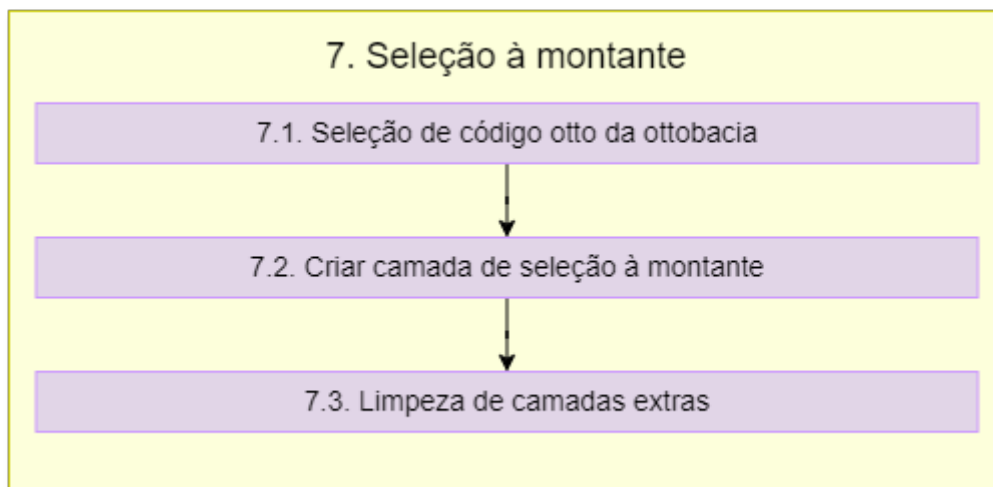 7. Seleção à montante
7.1. Seleção de código otto da ottobacia
7.2. Criar camada de seleção à montante
7.3. Limpeza de camadas extras